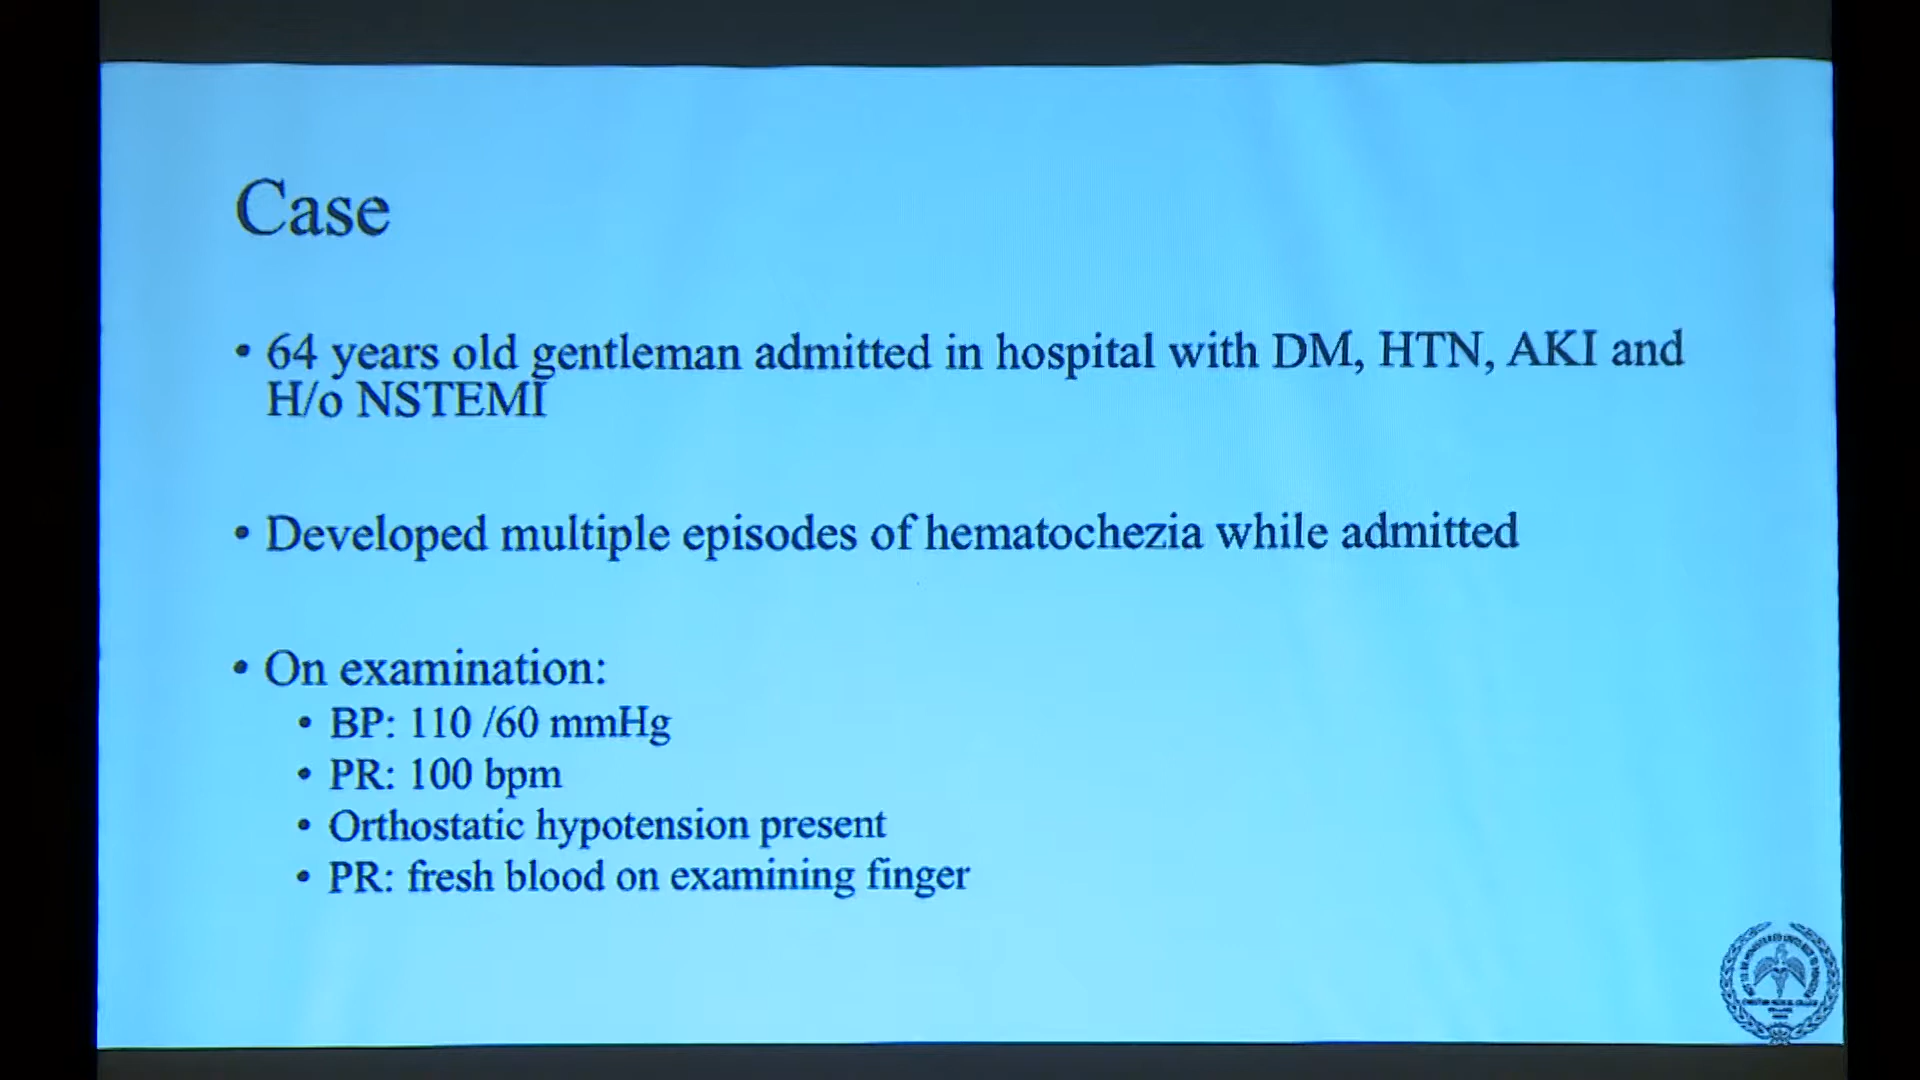 Case
• 64 years old gentleman admitted in hospital with DM, HTN, AKI and
H/o NSTEMI
• Developed multiple episodes of hematochezia while admitted
• On examination:
• BP: 110 /60 mmHg
• PR: 100 bpm
• Orthostatic hypotension present
• PR: fresh blood on examining finger